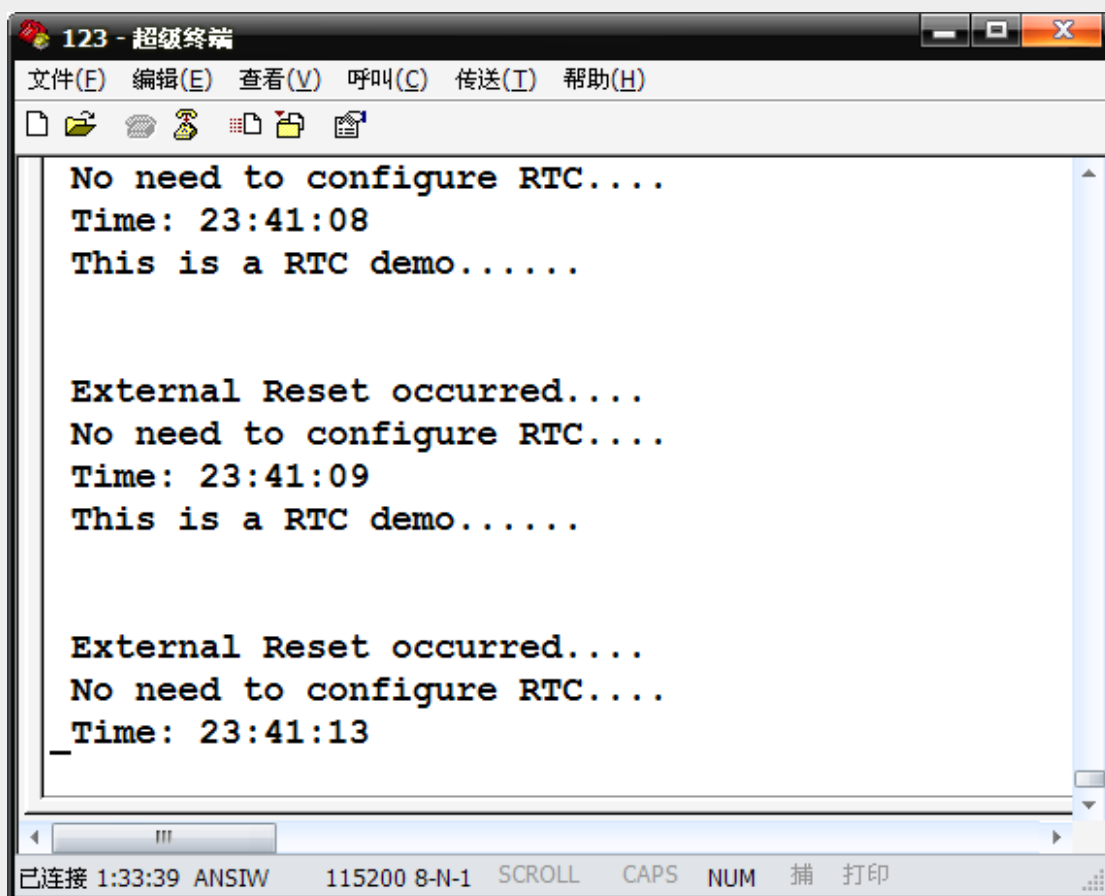 123 - 超级终端
文件(F) 编辑(E) 查看(V) 呼叫(C) 传送(T) 帮助(H)
No need to configure RTC....
Time: 23:41:08
This is a RTC demo......
External Reset occurred....
No need to configure RTC....
Time: 23:41:09
This is a RTC demo......
External Reset occurred....
No need to configure RTC....
_Time: 23:41:13
已连接 1:33:39 ANSIW 115200 8-N-1 SCROLL CAPS NUM 捕 打印